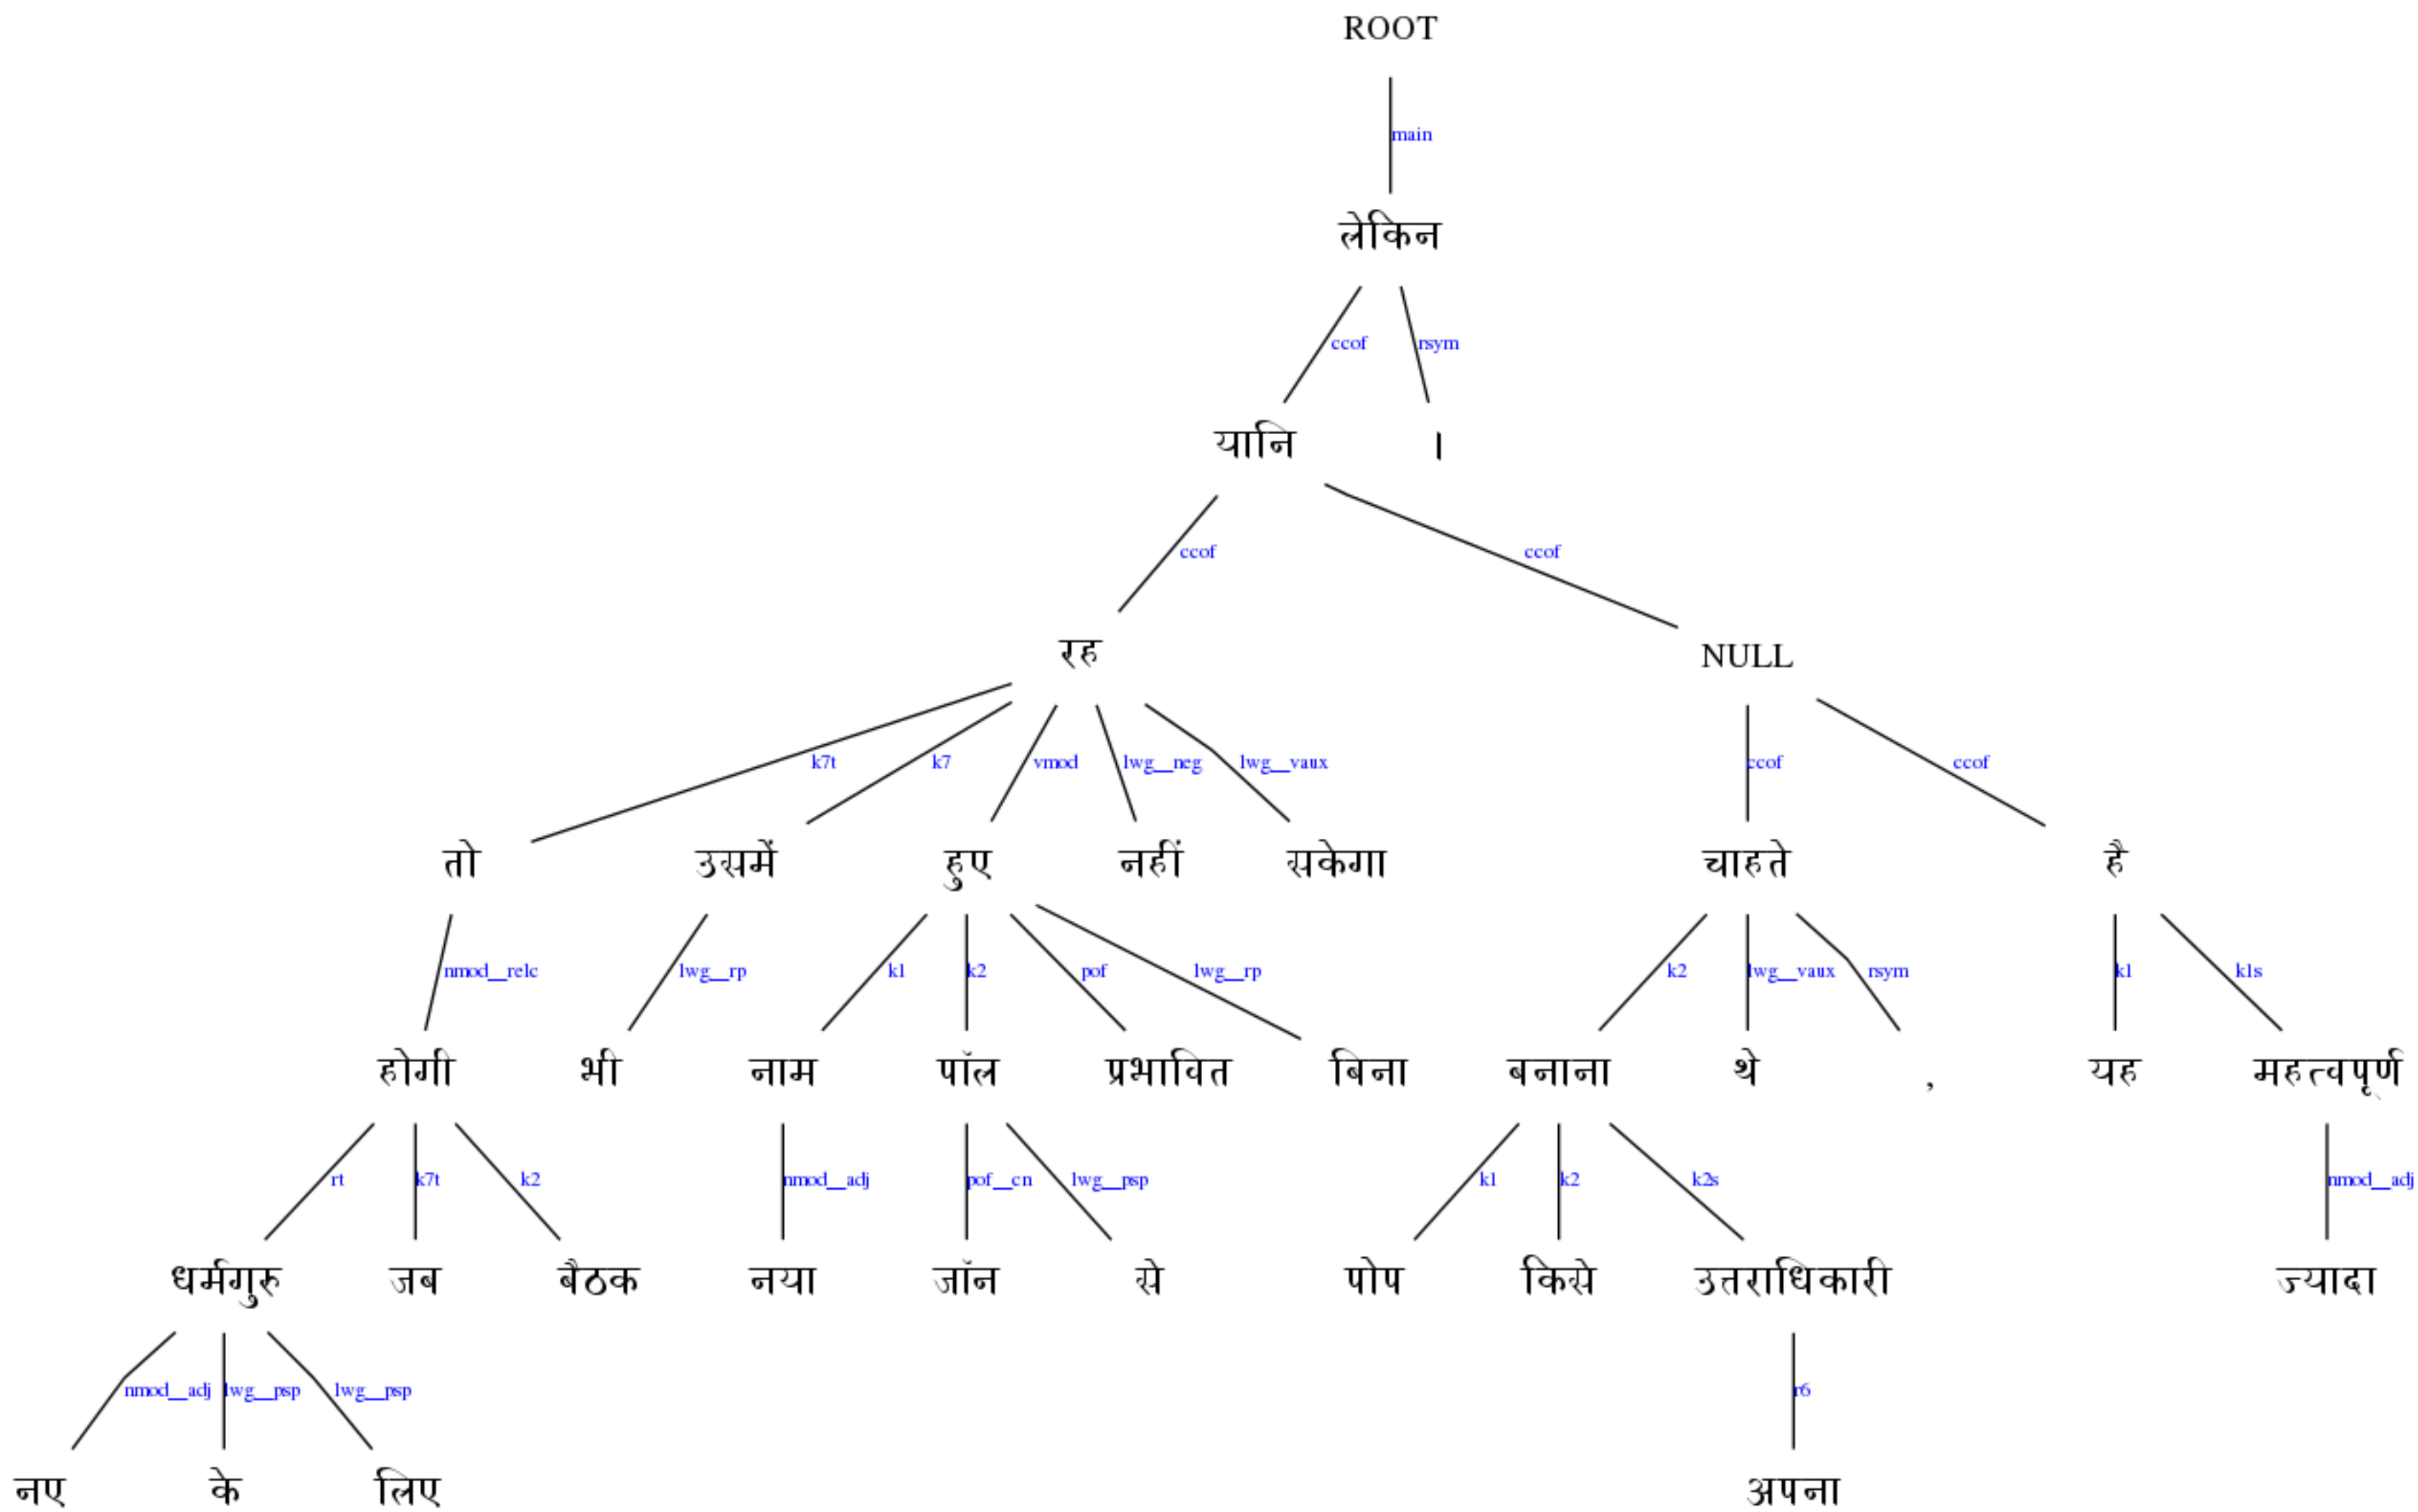 ROOT
main
लेकिन
ccof rsym
यानि ।
ccof ccof
रह NULL
k7t k7 vmod lwg__neg lwg__vaux ccof ccof
तो उसमें हुए नहीं सकेगा चाहते है
nmod__relc lwg__rp k1 k2 pof lwg__rp k2 lwg__vaux rsym k1 k1s
होगी भी नाम पॉल प्रभावित बिना बनाना थे , यह महत्वपूर्ण
rt k7t k2 nmod__adj pof__cn lwg__psp k1 k2 k2s nmod__adj
धर्मगुरु जब बैठक नया जॉन से पोप किसे उत्तराधिकारी ज्यादा
nmod__adj lwg__psp lwg__psp r6
नए के लिए अपना